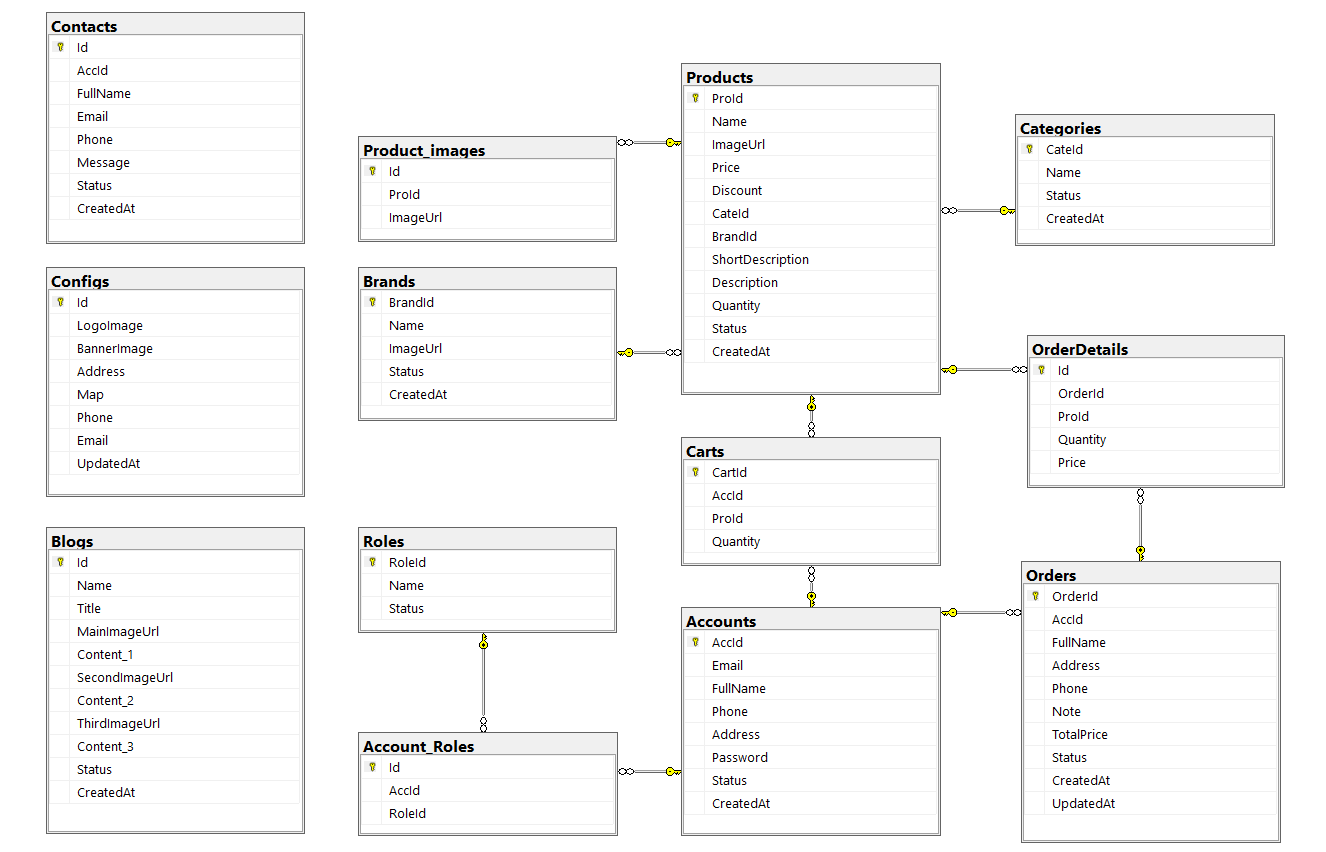 Contacts
Id
AccId
FullName
Email
Phone
Message
Status
CreatedAt
Configs
Id
LogoImage
BannerImage
Address
Map
Phone
Email
UpdatedAt
Blogs
Id
Name
Title
MainImageUrl
Content_1
SecondImageUrl
Content_2
ThirdImageUrl
Content_3
Status
CreatedAt
Product_images
Id
ProId
ImageUrl
Brands
BrandId
Name
ImageUrl
Status
CreatedAt
Roles
RoleId
Name
Status
Account_Roles
Id
AccId
RoleId
Products
ProId
Name
ImageUrl
Price
Discount
CateId
BrandId
ShortDescription
Description
Quantity
Status
CreatedAt
Carts
CartId
AccId
ProId
Quantity
Accounts
AccId
Email
FullName
Phone
Address
Password
Status
CreatedAt
Categories
CateId
Name
Status
CreatedAt
OrderDetails
Id
OrderId
ProId
Quantity
Price
Orders
OrderId
AccId
FullName
Address
Phone
Note
TotalPrice
Status
CreatedAt
UpdatedAt